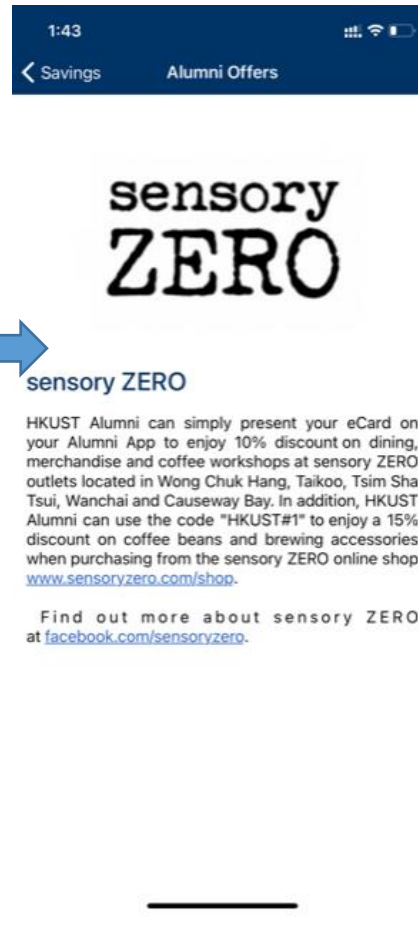 1:43
Savings
Alumni Offers
sensory
ZERO
sensory ZERO
HKUST Alumni can simply present your eCard on
your Alumni App to enjoy 10% discount on dining,
merchandise and coffee workshops at sensory ZERO
outlets located in Wong Chuk Hang, Taikoo, Tsim Sha
Tsui, Wanchai and Causeway Bay. In addition, HKUST
Alumni can use the code "HKUST#1" to enjoy a 15%
discount on coffee beans and brewing accessories
when purchasing from the sensory ZERO online shop
www.sensoryzero.com/shop.
Find out more about sensory ZERO
at facebook.com/sensoryzero.